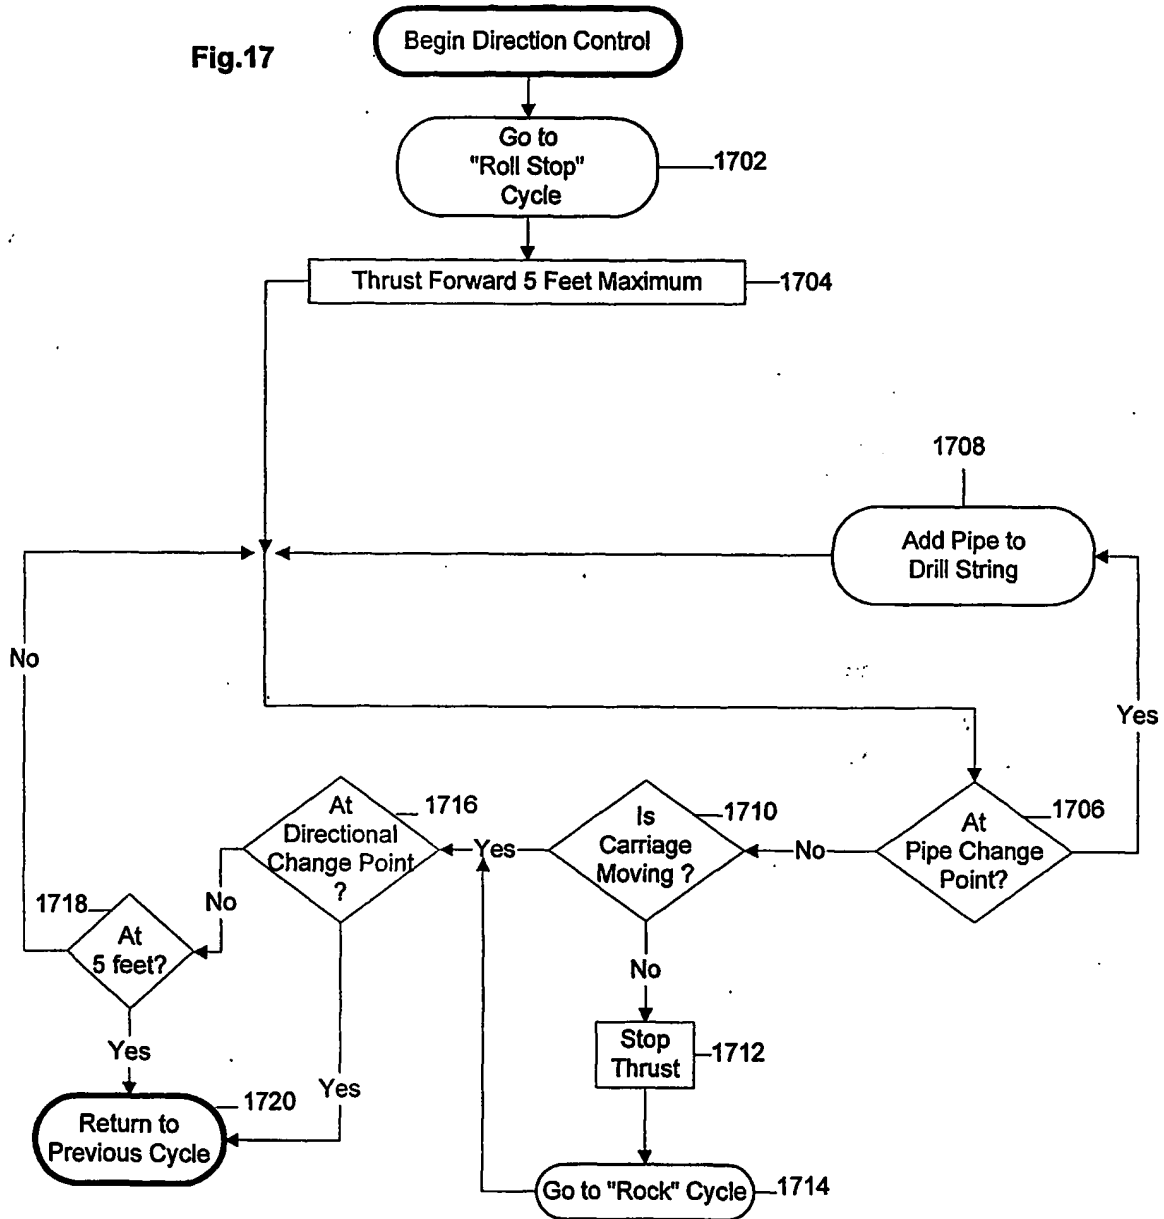 Fig.17
Begin Direction Control
Go to
"Roll Stop"
Cycle
1702
Thrust Forward 5 Feet Maximum
1704
1708
Add Pipe to
Drill String
No
Yes
At
Directional
Change Point
?
1716
Yes
Is
Carriage
Moving ?
1710
No
At
Pipe Change
Point?
1706
1718
At
5 feet?
No
No
Stop
Thrust
1712
Yes
Yes
Return to
Previous Cycle
1720
Go to "Rock" Cycle
1714